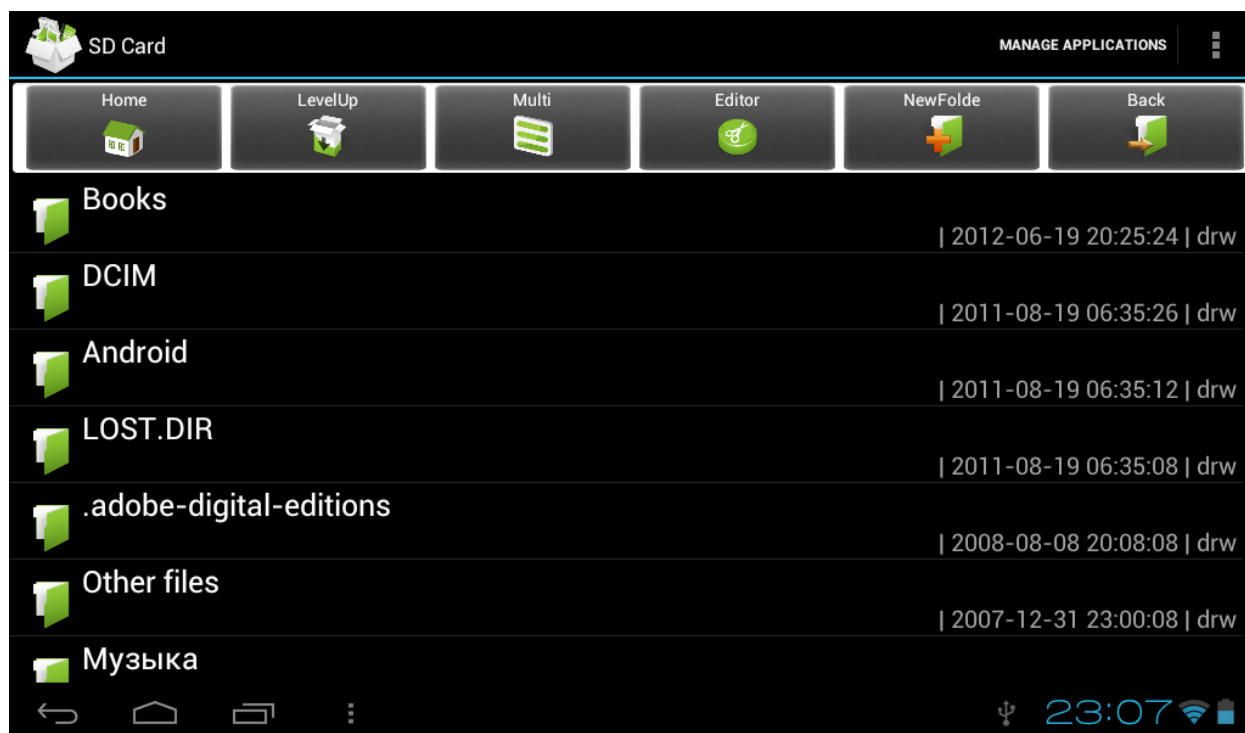 SD Card MANAGE APPLICATIONS
Home LevelUp Multi Editor NewFolde Back
Books
| 2012-06-19 20:25:24 | drw
DCIM
| 2011-08-19 06:35:26 | drw
Android
| 2011-08-19 06:35:12 | drw
LOST.DIR
| 2011-08-19 06:35:08 | drw
.adobe-digital-editions
| 2008-08-08 20:08:08 | drw
Other files
| 2007-12-31 23:00:08 | drw
Музыка
23:07